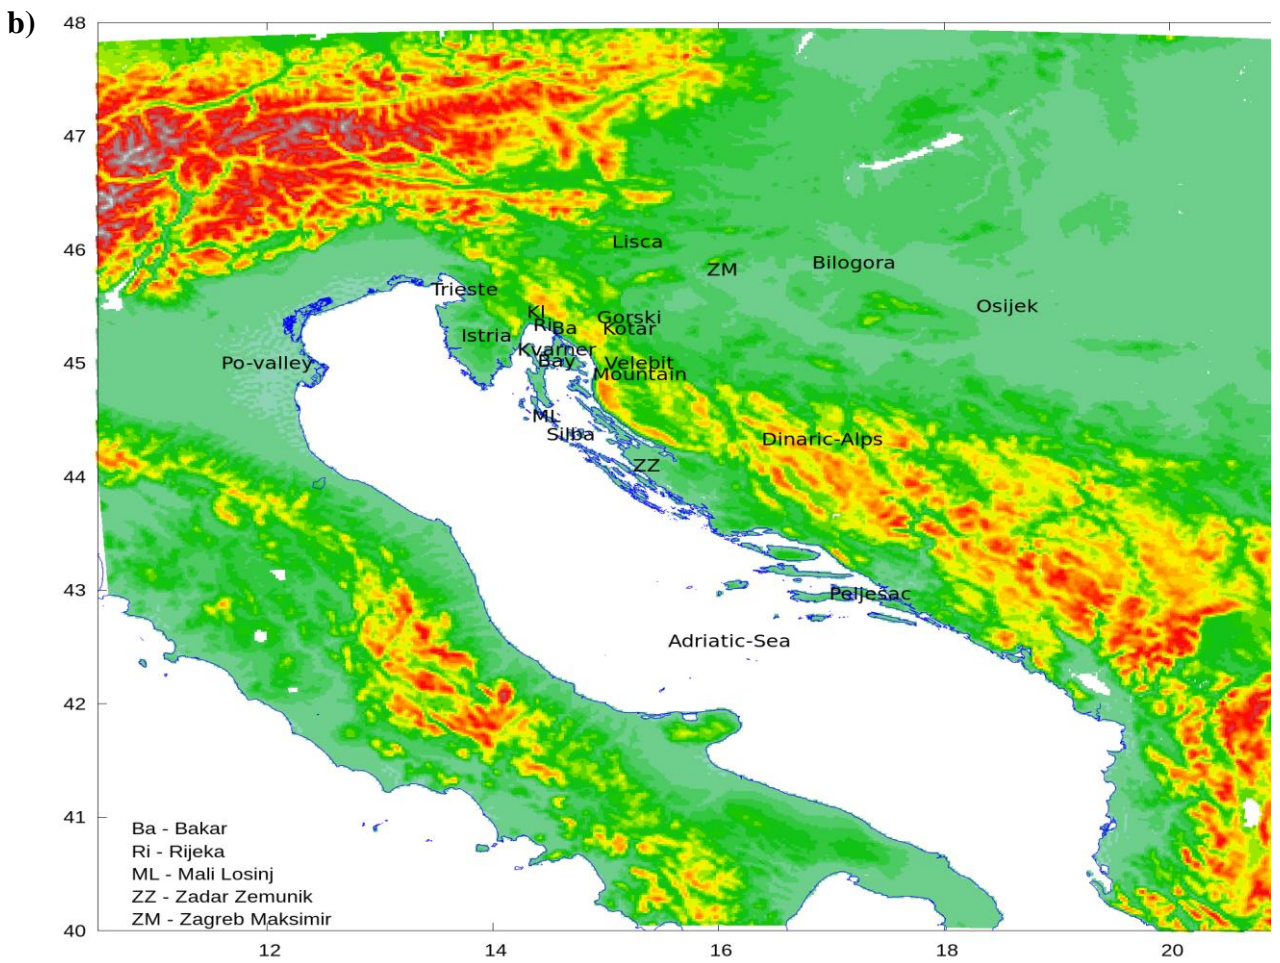 b)
48
47
46
45
44
43
42
41
40
Lisca
ZM
Bilogora
Trieste
Osijek
KI
Gorski
Ri Ba
Kotar
Istria
Kvarner
Bay
Po-valley
Velebit
Mountain
ML
Silba
Dinaric-Alps
ZZ
Pelješac
Adriatic-Sea
Ba - Bakar
Ri - Rijeka
ML - Mali Losinj
ZZ - Zadar Zemunik
ZM - Zagreb Maksimir
12 14 16 18 20